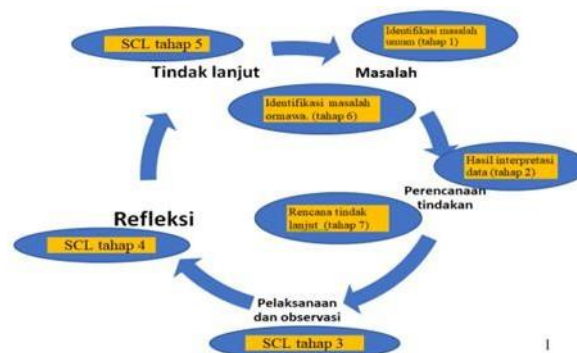 SCL tahap 5
Tindak lanjut
Identifikasi masalah
umum (tahap 1)
Masalah
Identifikasi masalah
ormawa. (tahap 6)
Hasil interpretasi
data (tahap 2)
Perencanaan
tindakan
Rencana tindak
lanjut (tahap 7)
Refleksi
SCL tahap 4
Pelaksanaan
dan observasi
SCL tahap 3
1